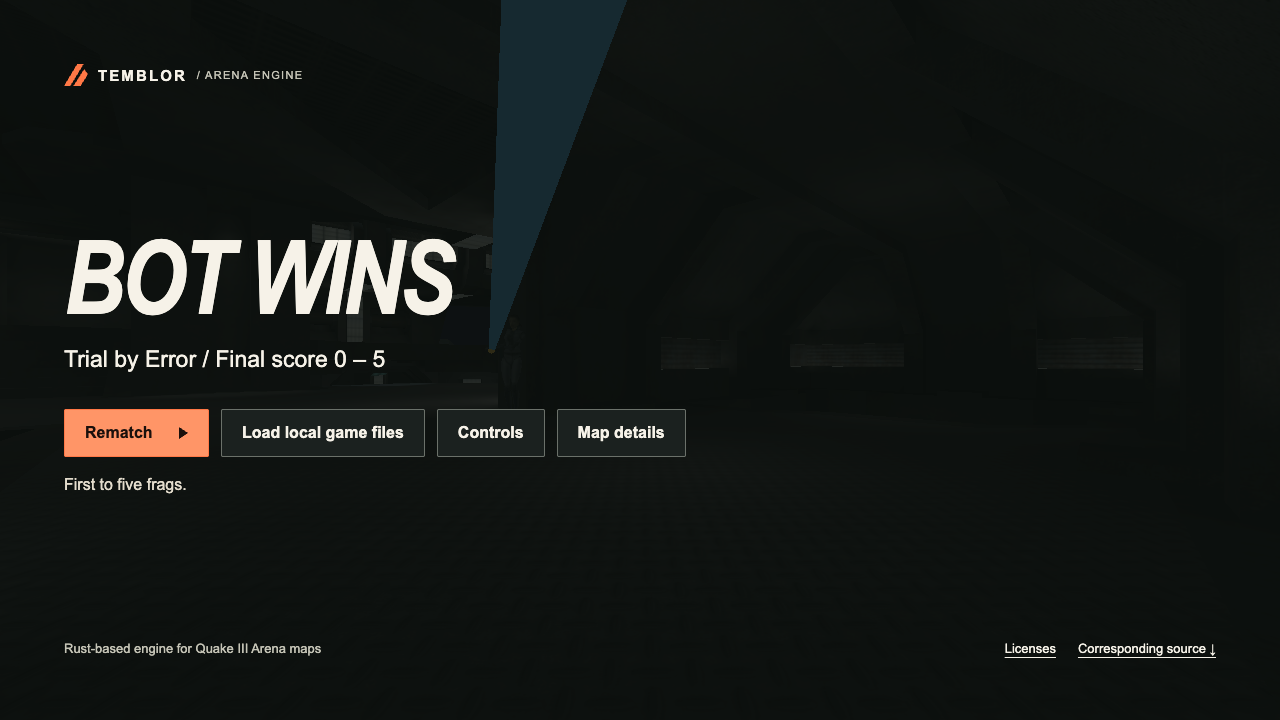 TEMBLOR / ARENA ENGINE
BOT WINS
Trial by Error / Final score 0 – 5
Rematch
Load local game files
Controls
Map details
First to five frags.
Rust-based engine for Quake III Arena maps
Licenses
Corresponding source ↓